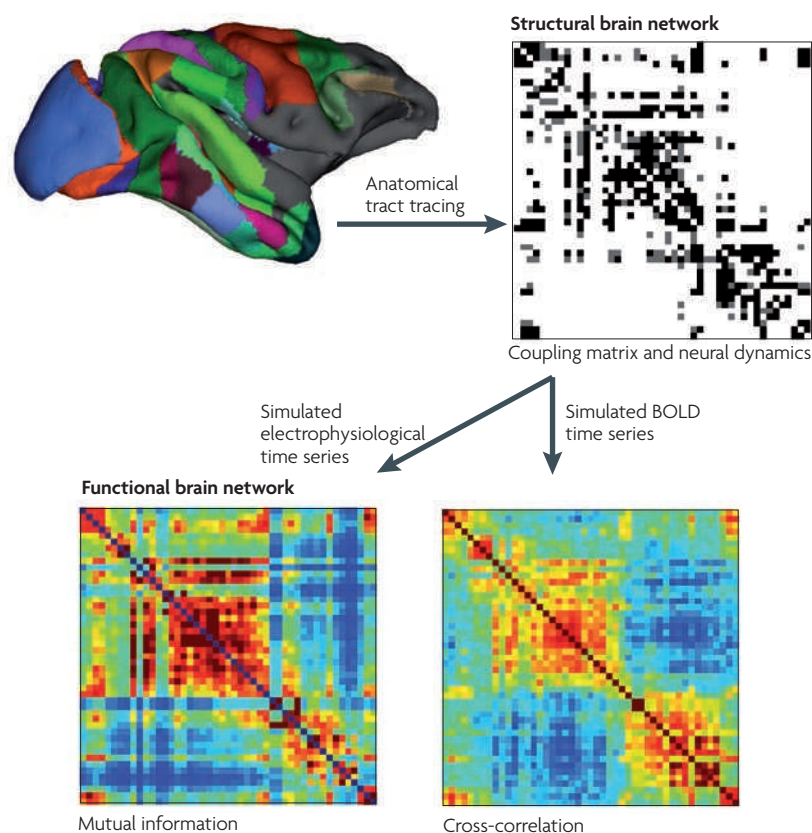 Structural brain network
Anatomical
tract tracing
Coupling matrix and neural dynamics
Simulated
electrophysiological
time series
Simulated BOLD
time series
Functional brain network
Mutual information
Cross-correlation